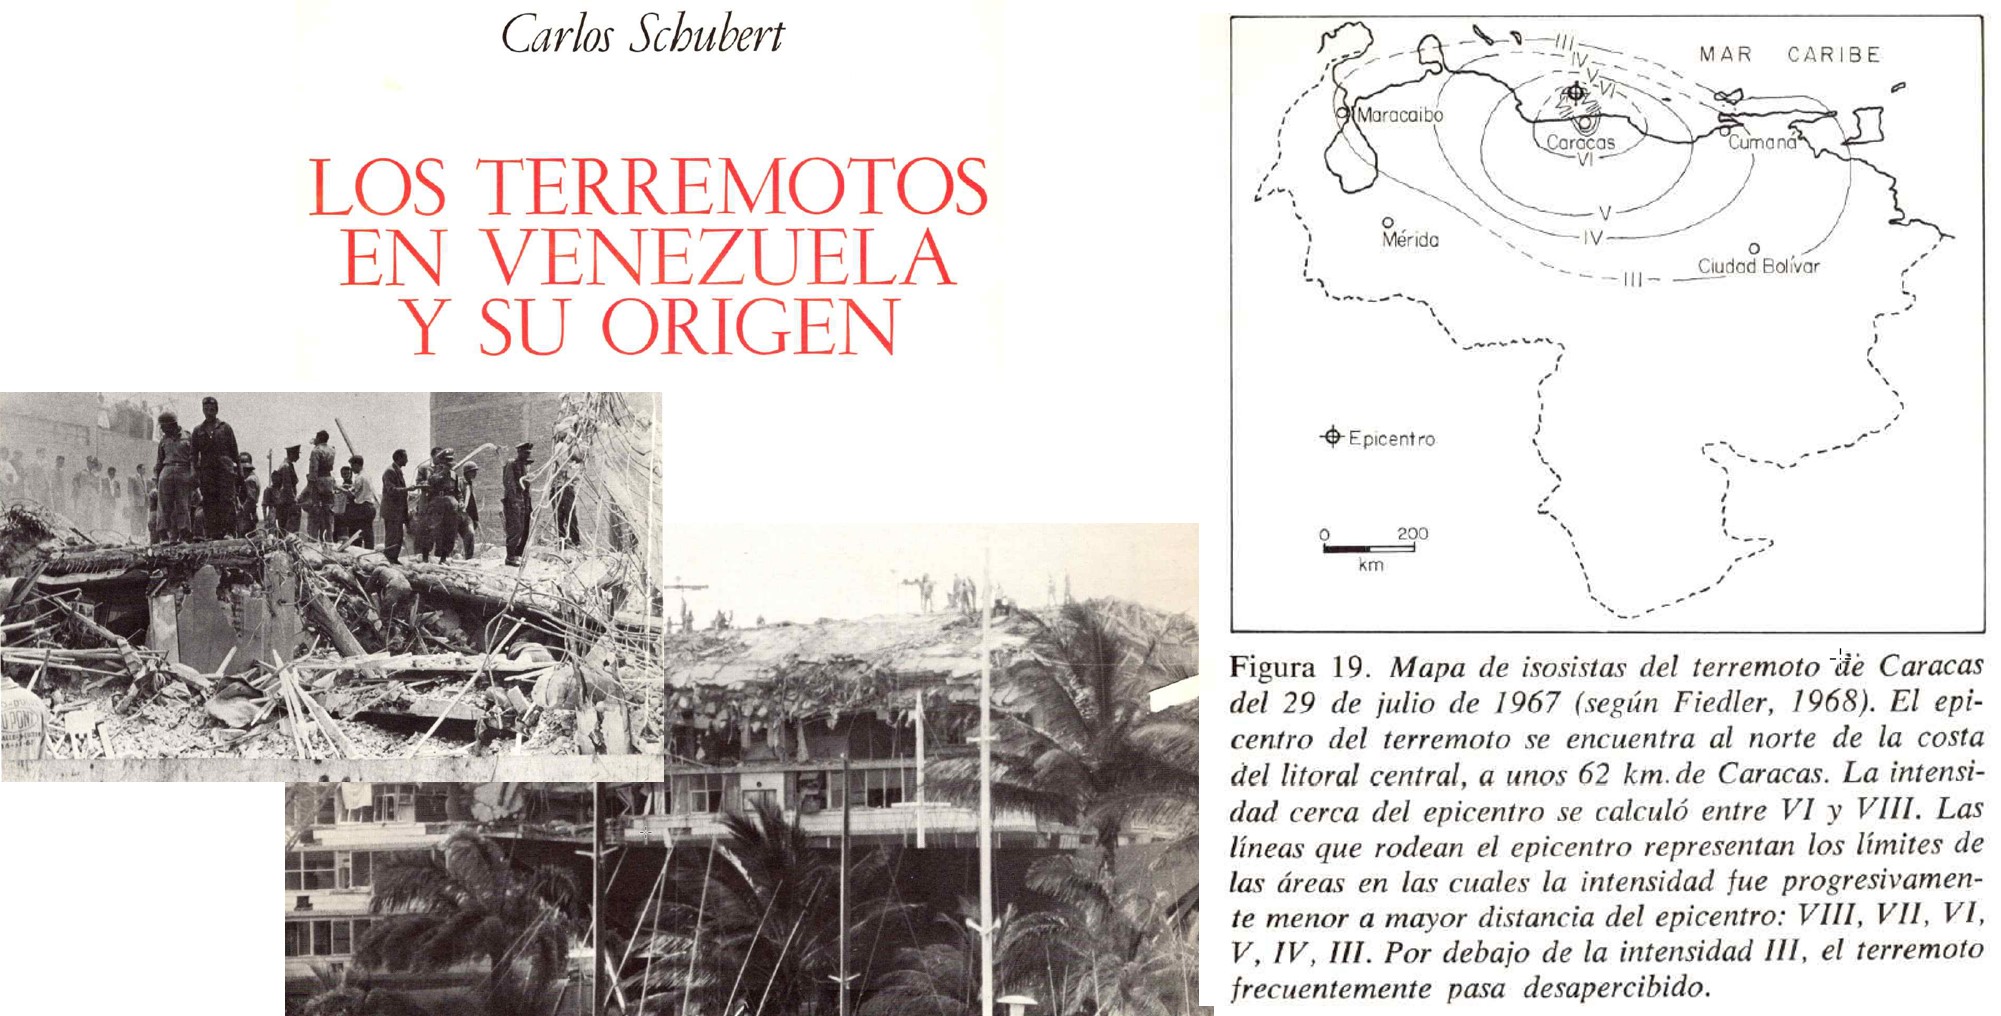 Carlos Schubert
LOS TERREMOTOS
EN VENEZUELA
Y SU ORIGEN
III
IV
V
VI
MAR CARIBE
Maracaibo
Caracas
Cumaná
VI
V
Mérida
IV
Ciudad Bolívar
III
Epicentro
0 200
km
Figura 19. Mapa de isosistas del terremoto de Caracas
del 29 de julio de 1967 (según Fiedler, 1968). El epi-
centro del terremoto se encuentra al norte de la costa
del litoral central, a unos 62 km. de Caracas. La intensi-
dad cerca del epicentro se calculó entre VI y VIII. Las
líneas que rodean el epicentro representan los límites de
las áreas en las cuales la intensidad fue progresivamen-
te menor a mayor distancia del epicentro: VIII, VII, VI,
V, IV, III. Por debajo de la intensidad III, el terremoto
frecuentemente pasa desapercibido.